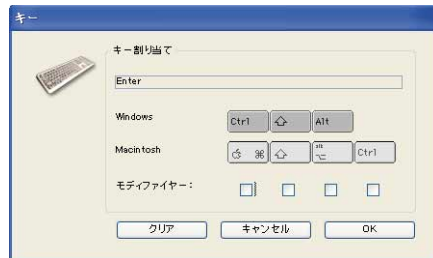 キー
キー割り当て
Enter
Windows
Ctrl Alt
Macintosh
⌘ alt ⌥ Ctrl
モディファイヤー：
クリア キャンセル OK